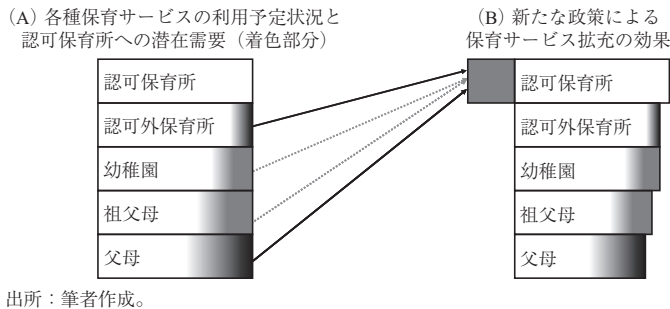 (A) 各種保育サービスの利用予定状況と
認可保育所への潜在需要（着色部分）
認可保育所
認可外保育所
幼稚園
祖父母
父母
(B) 新たな政策による
保育サービス拡充の効果
認可保育所
認可外保育所
幼稚園
祖父母
父母
出所：筆者作成。